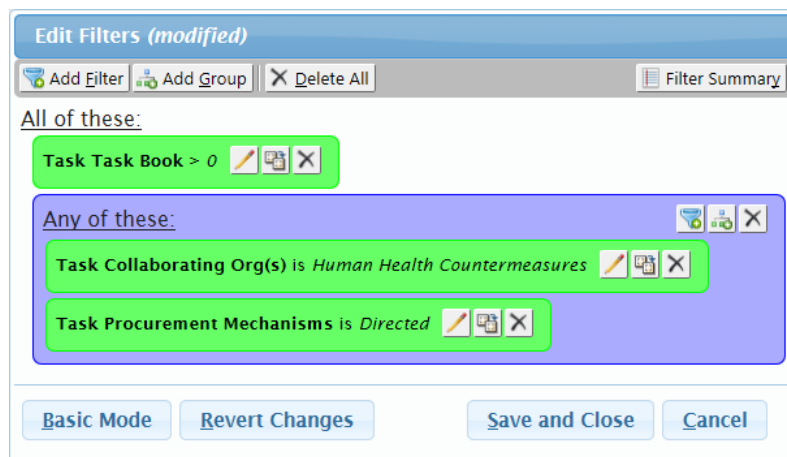 Edit Filters (modified)
Add Filter Add Group Delete All Filter Summary
All of these:
Task Task Book > 0
Any of these:
Task Collaborating Org(s) is Human Health Countermeasures
Task Procurement Mechanisms is Directed
Basic Mode Revert Changes Save and Close Cancel